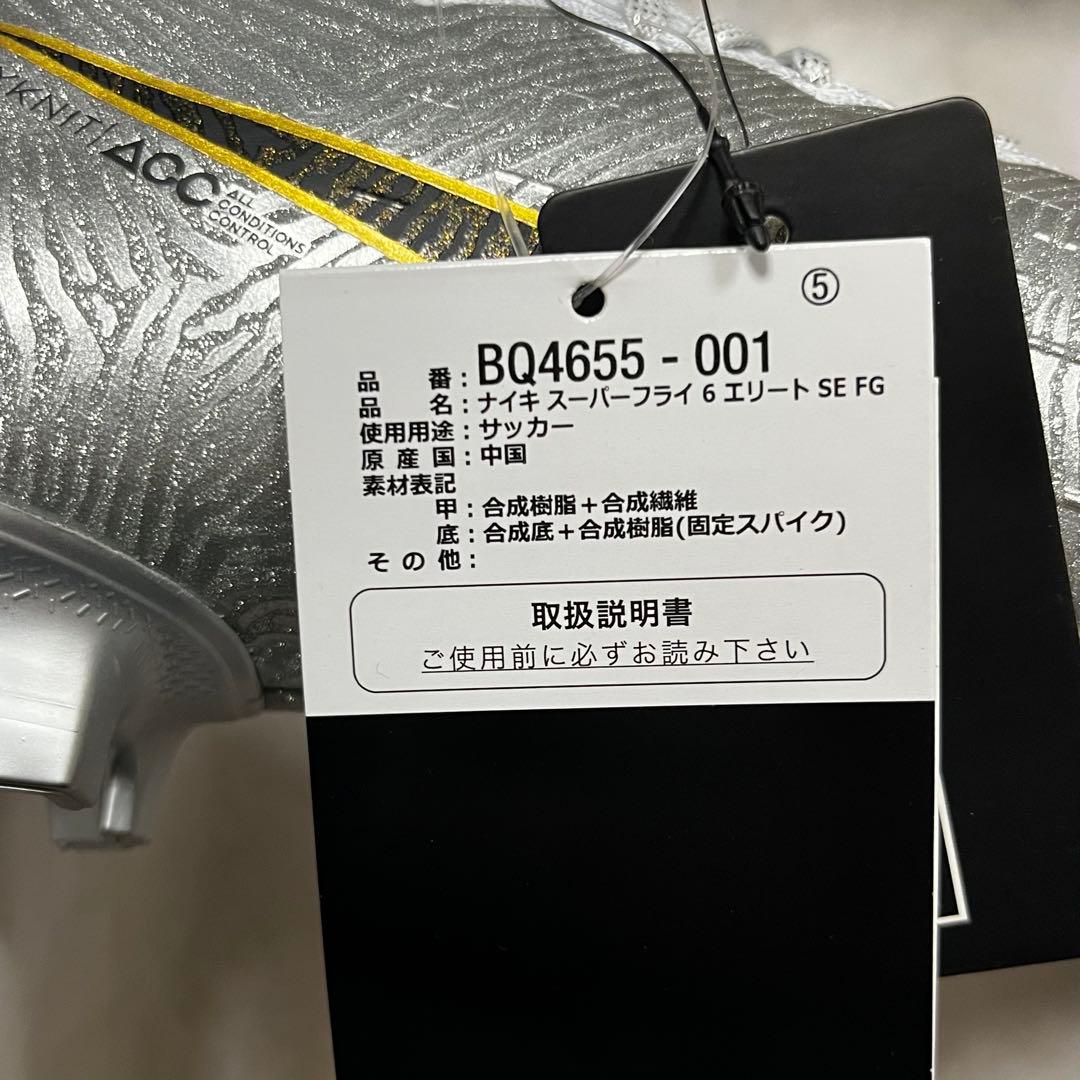 YKNIT/ACC
ALL
CONDITIONS
CONTROL
⑤
品 番：BQ4655 - 001
品 名：ナイキ スーパーフライ 6 エリート SE FG
使用用途：サッカー
原 産 国：中国
素材表記
甲：合成樹脂＋合成繊維
底：合成底＋合成樹脂(固定スパイク)
そ の 他：
取扱説明書
ご使用前に必ずお読み下さい